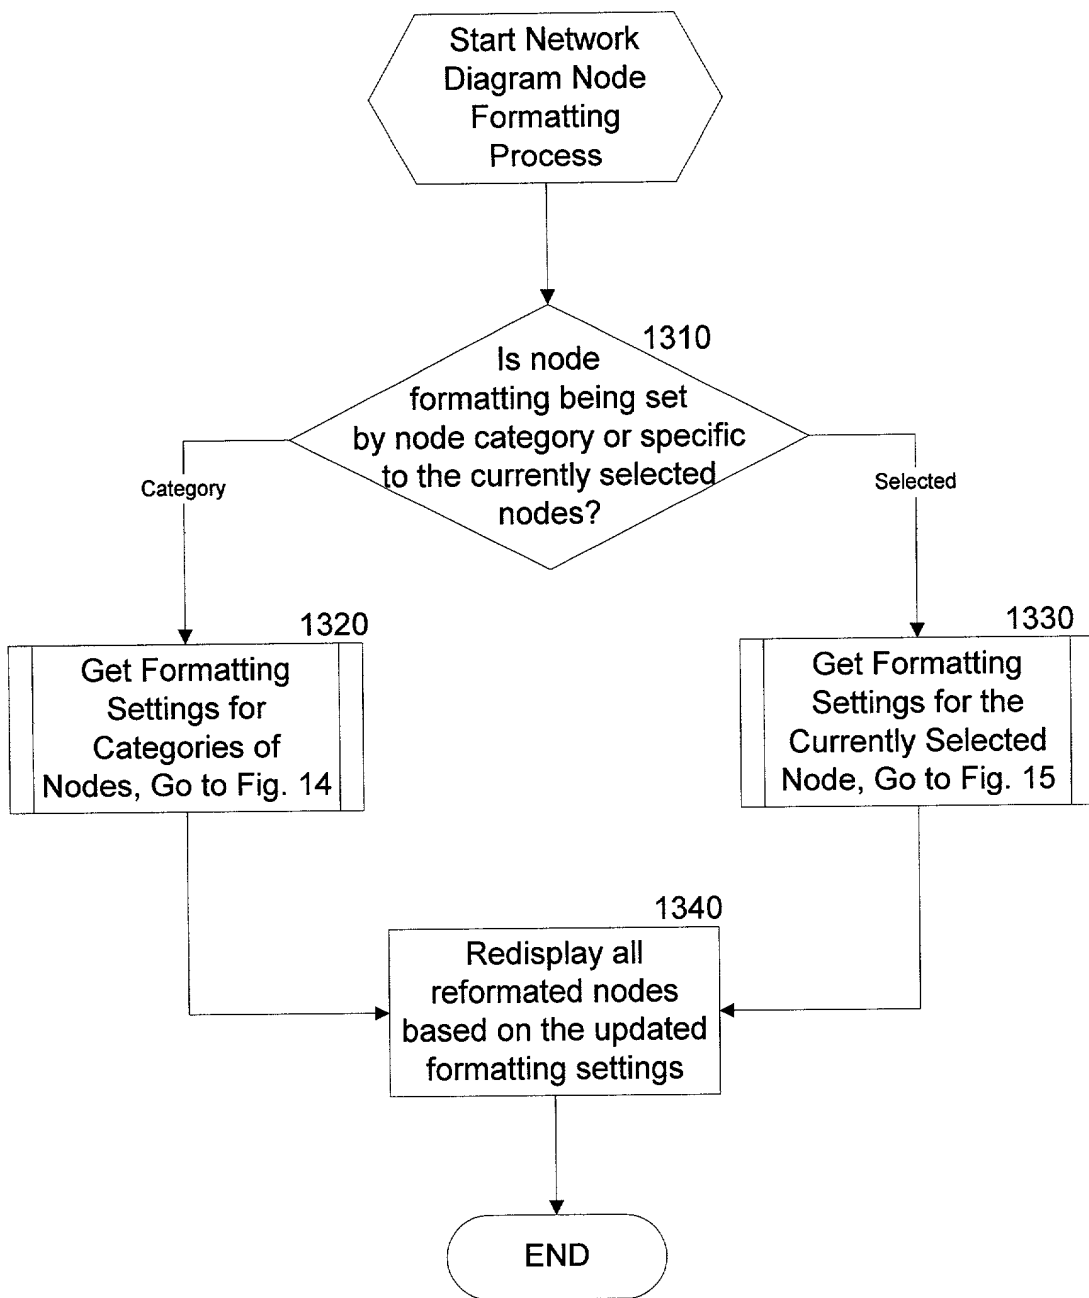 Start Network
Diagram Node
Formatting
Process
1310
Is node
formatting being set
by node category or specific
to the currently selected
nodes?
Category
Selected
1320
Get Formatting
Settings for
Categories of
Nodes, Go to Fig. 14
1330
Get Formatting
Settings for the
Currently Selected
Node, Go to Fig. 15
1340
Redisplay all
reformated nodes
based on the updated
formatting settings
END